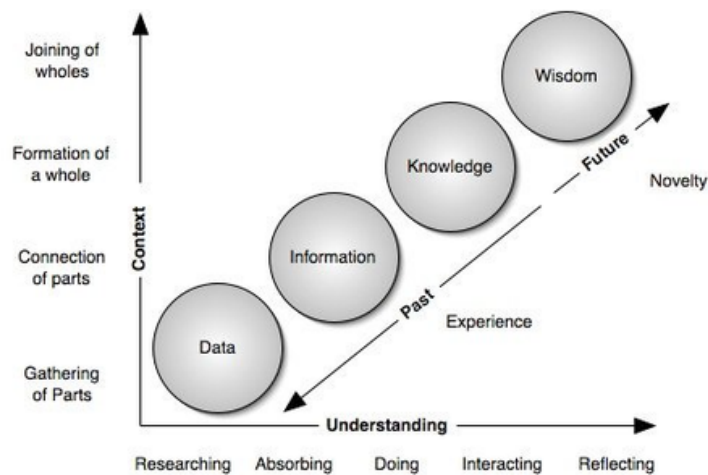 Joining of
wholes
Wisdom
Formation of
a whole
Knowledge
Future
Novelty
Context
Connection
of parts
Information
Past
Experience
Data
Gathering
of Parts
Understanding
Researching Absorbing Doing Interacting Reflecting